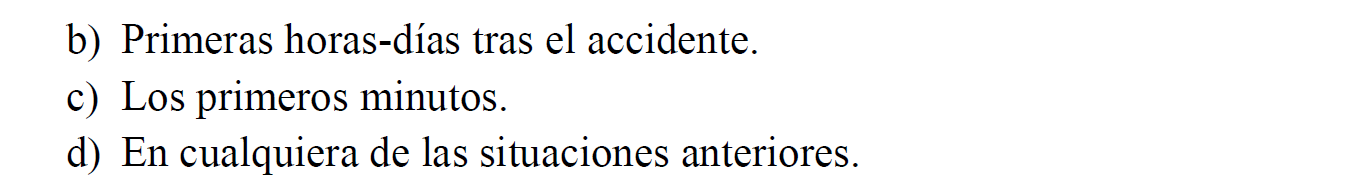 b) Primeras horas-días tras el accidente.
c) Los primeros minutos.
d) En cualquiera de las situaciones anteriores.